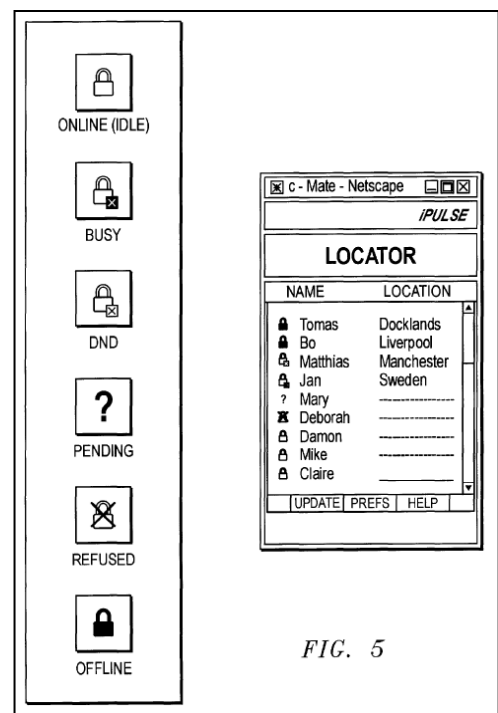 ONLINE (IDLE)
BUSY
DND
?
PENDING
REFUSED
OFFLINE
c - Mate - Netscape
iPULSE
LOCATOR
NAME LOCATION
Tomas Docklands
Bo Liverpool
Matthias Manchester
Jan Sweden
? Mary
Deborah
Damon
Mike
Claire
UPDATE PREFS HELP
FIG. 5